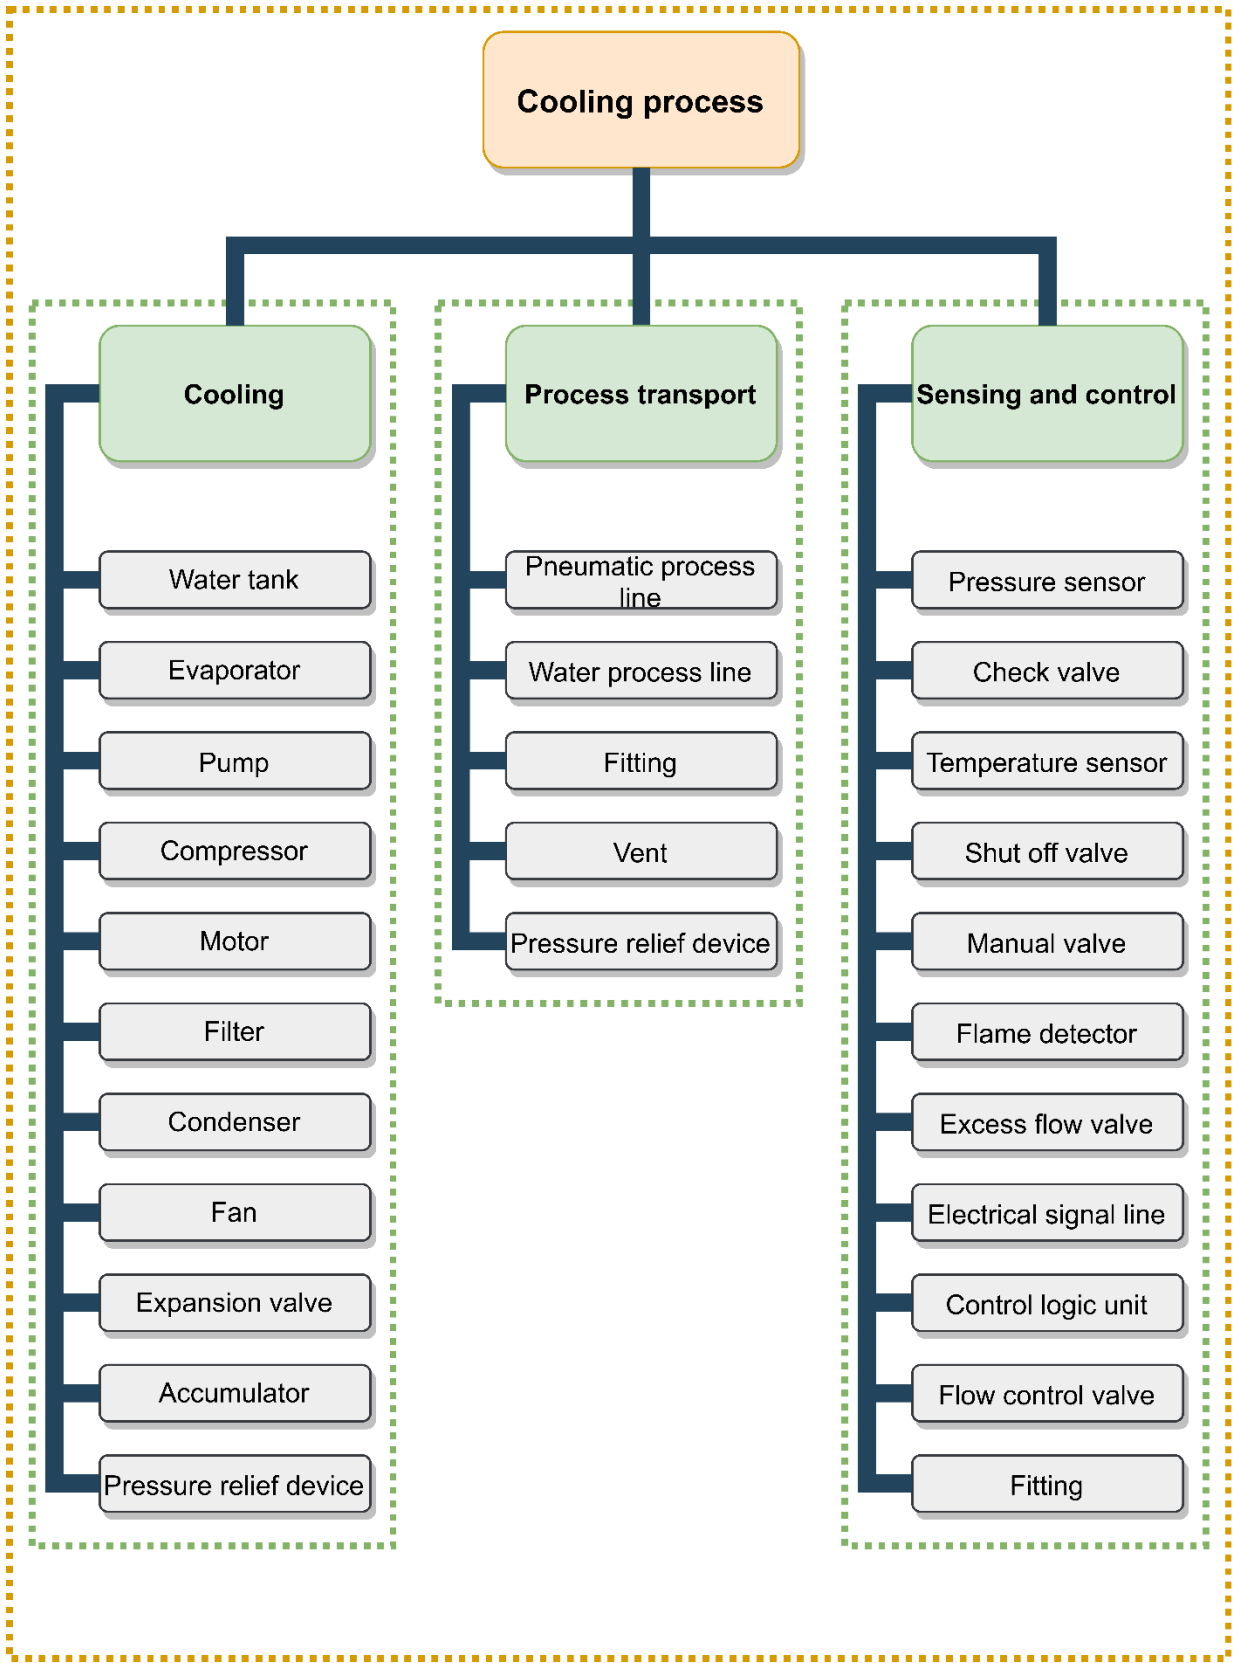 Cooling process
Cooling
Process transport
Sensing and control
Water tank
Evaporator
Pump
Compressor
Motor
Filter
Condenser
Fan
Expansion valve
Accumulator
Pressure relief device
Pneumatic process
line
Water process line
Fitting
Vent
Pressure relief device
Pressure sensor
Check valve
Temperature sensor
Shut off valve
Manual valve
Flame detector
Excess flow valve
Electrical signal line
Control logic unit
Flow control valve
Fitting